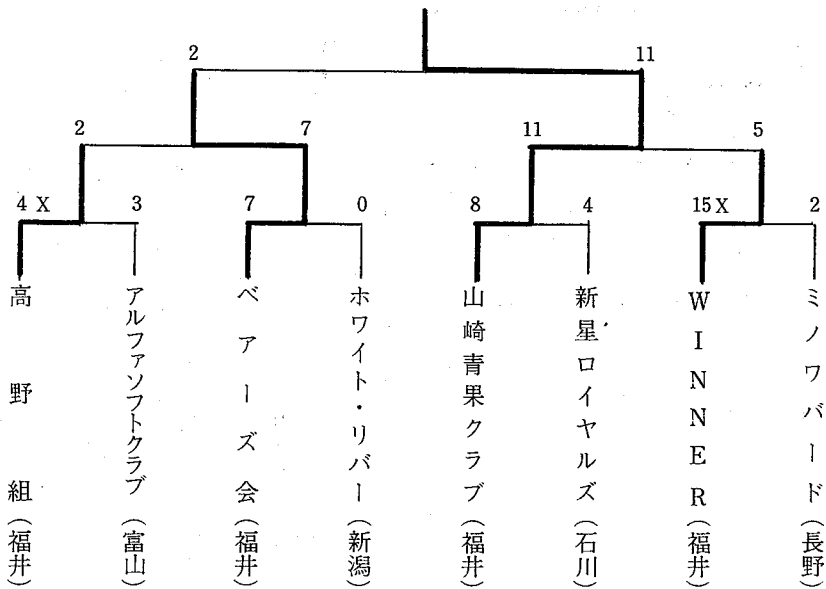 2 11
2 7 11 5
4 X 3 7 0 8 4 15 X 2
高野組(福井)
アルファソフトクラブ(富山)
ベアーズ会(福井)
ホワイト・リバー(新潟)
山崎青果クラブ(福井)
新星ロイヤルズ(石川)
WINNER(福井)
ミノワバード(長野)